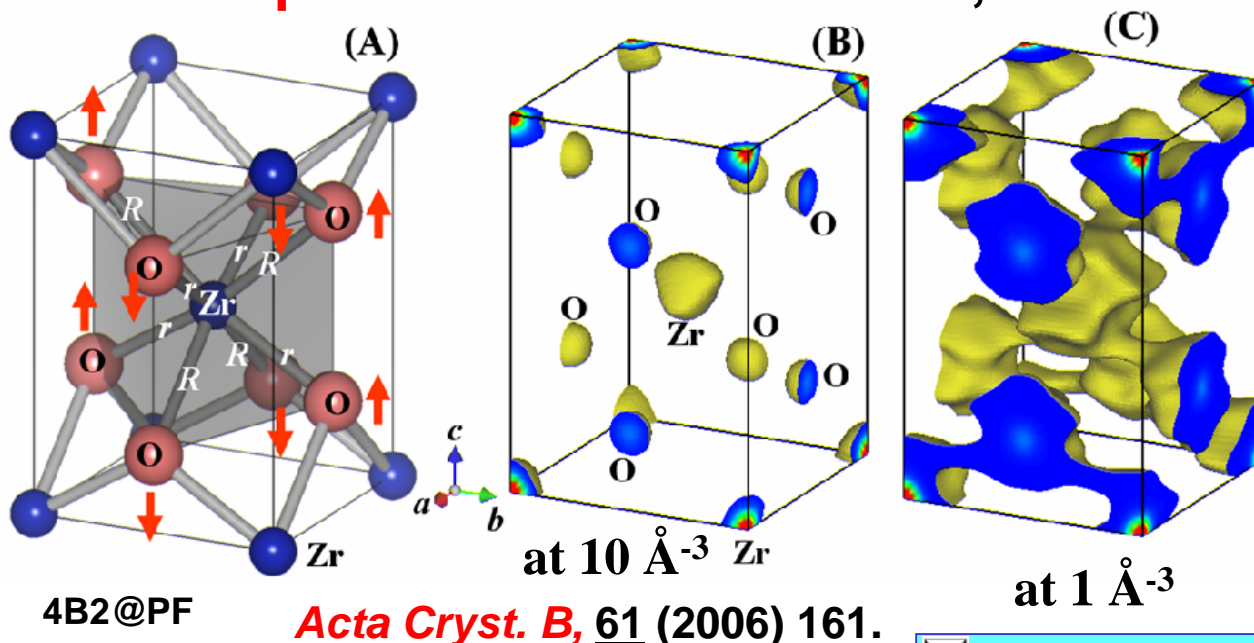 (A)
(B)
(C)
R
O
r
R
O
r
Zr
r
O
R
r
R
O
O
Zr
O
O
O
Zr
O
O
O
Zr
c
a
b
at 10 Å-3
at 1 Å-3
4B2@PF
Acta Cryst. B, 61 (2006) 161.